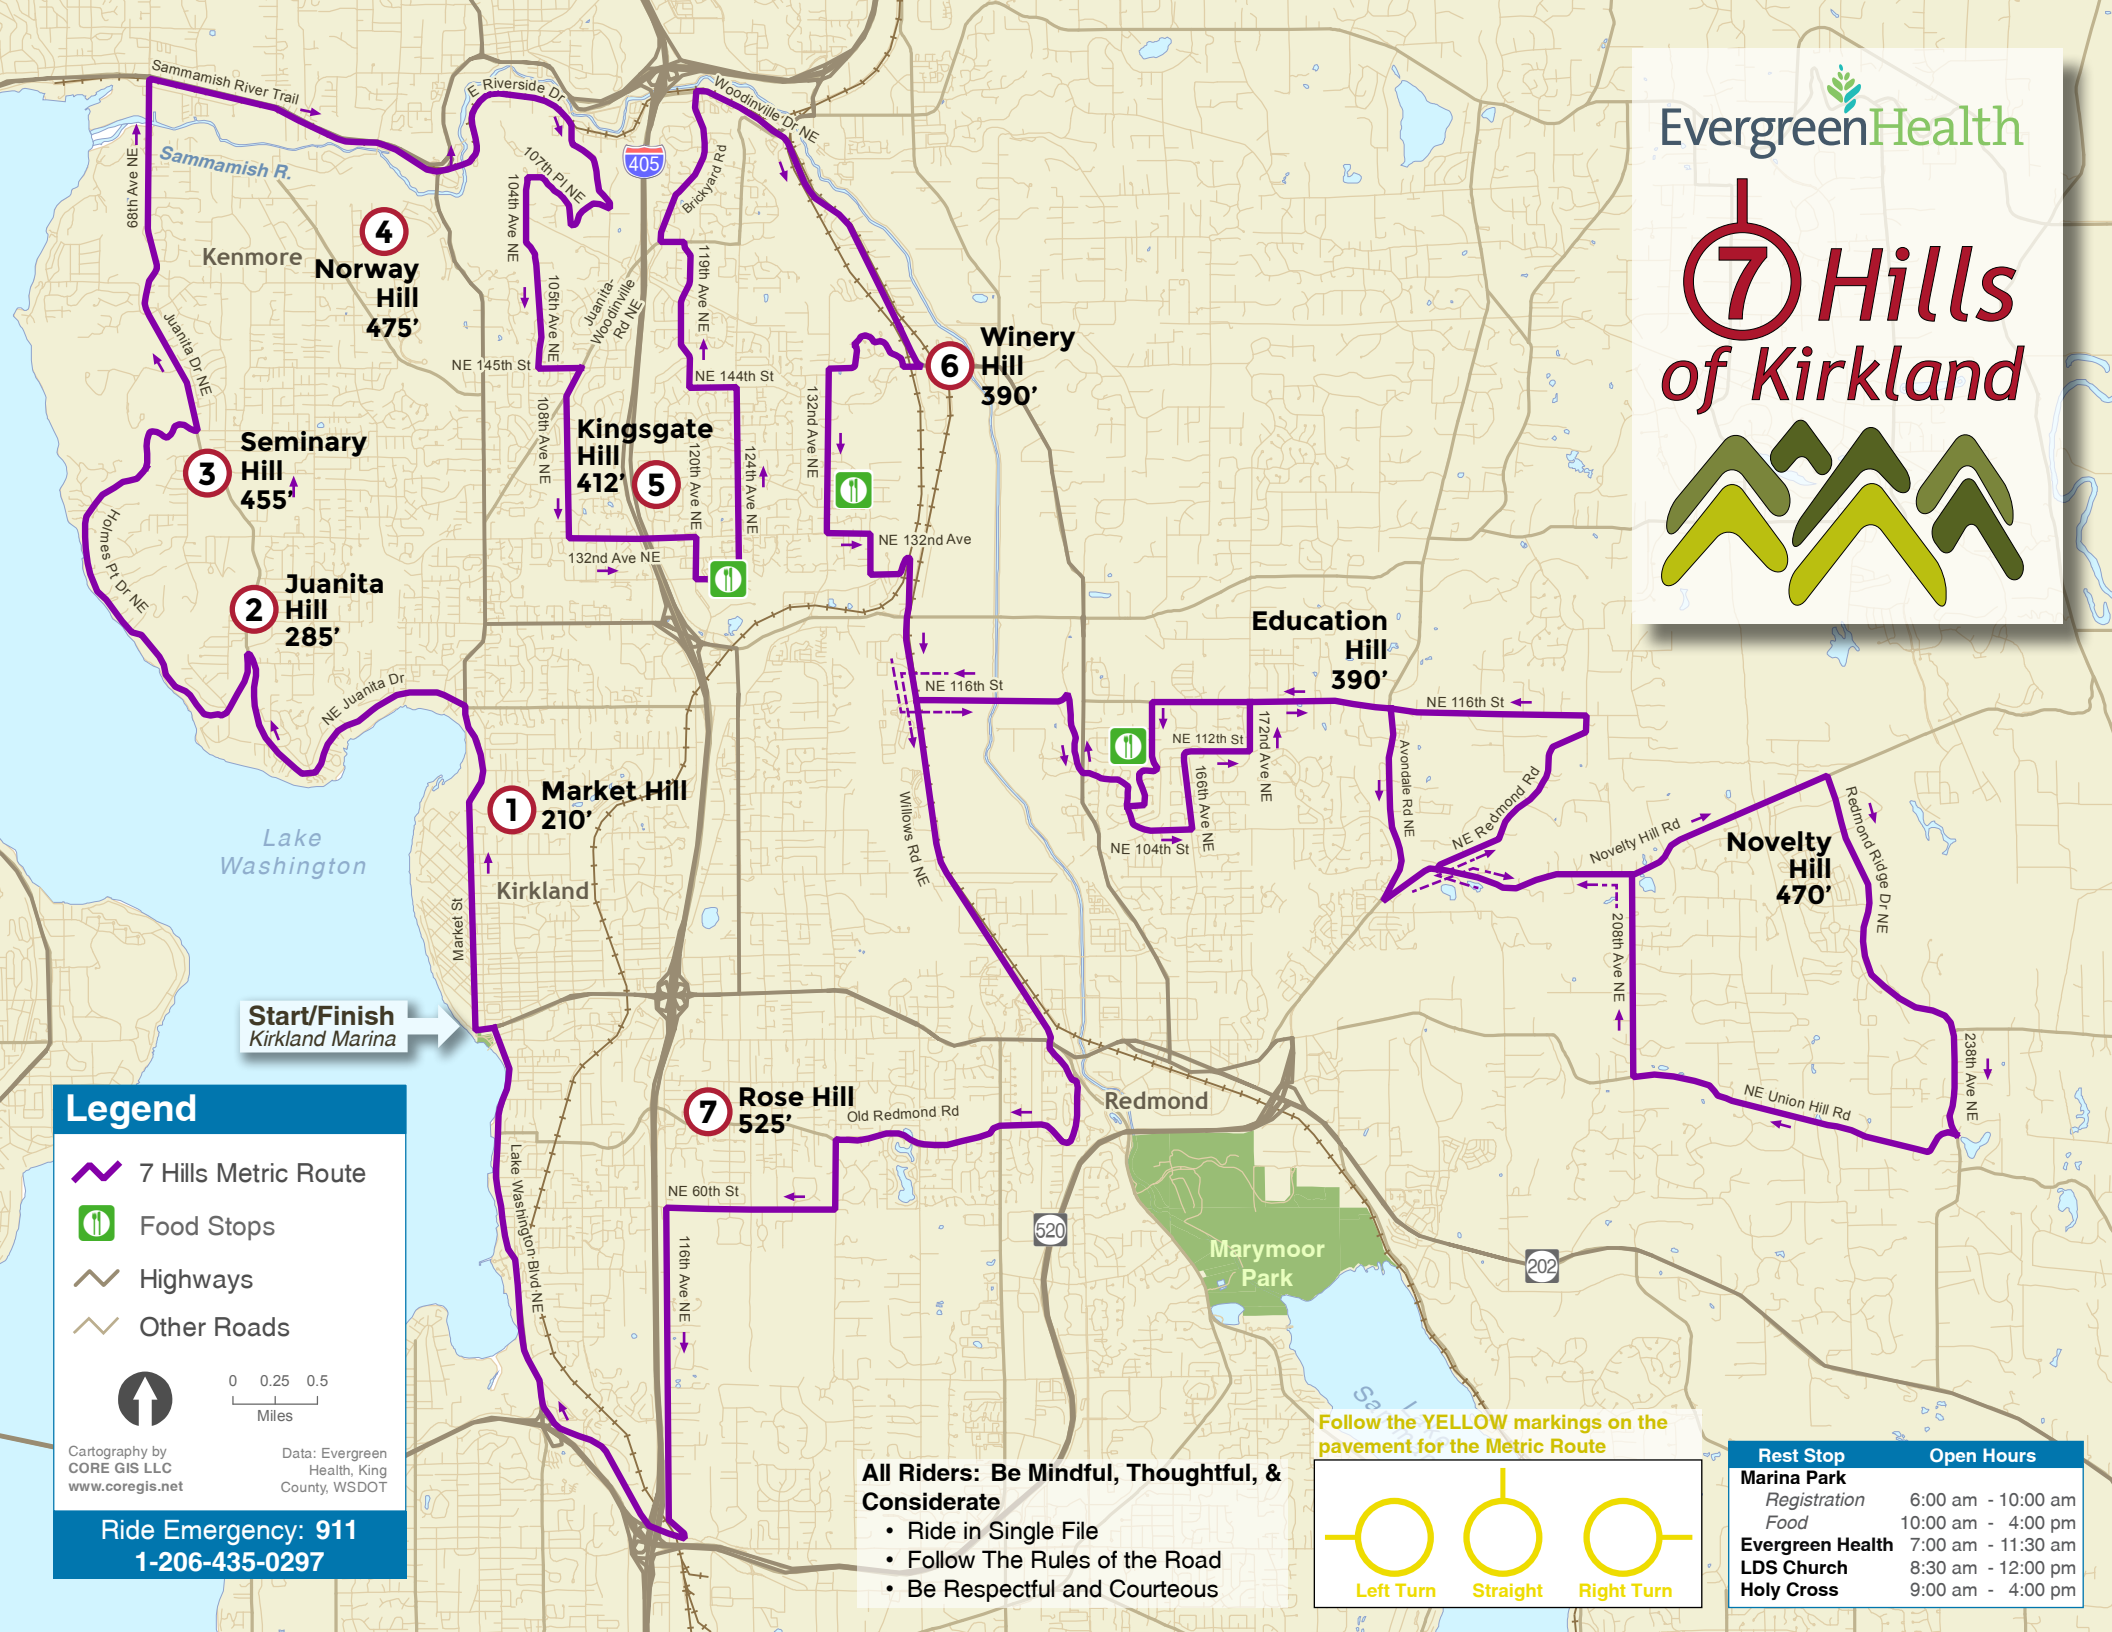 EvergreenHealth
7 Hills
of Kirkland
Sammamish River Trail
E Riverside Dr
Woodinville Dr NE
68th Ave NE
Sammamish R.
107th Pl NE
104th Ave NE
405
Brickyard Rd
4
Kenmore
Norway
Hill
475'
Juanita Dr NE
105th Ave NE
Juanita-
Woodinville
Rd NE
119th Ave NE
NE 145th St
NE 144th St
6
Winery
Hill
390'
108th Ave NE
132nd Ave NE
Kingsgate
Hill
412'
5
120th Ave NE
124th Ave NE
3
Seminary
Hill
455'
Holmes Pt Dr NE
132nd Ave NE
NE 132nd Ave
2
Juanita
Hill
285'
NE Juanita Dr
Education
Hill
390'
NE 116th St
NE 116th St
NE 112th St
172nd Ave NE
166th Ave NE
NE 104th St
Avondale Rd NE
NE Redmond Rd
Novelty Hill Rd
Redmond Ridge Dr NE
Novelty
Hill
470'
1
Market Hill
210'
Willows Rd NE
Lake
Washington
Kirkland
Market St
208th Ave NE
238th Ave NE
NE Union Hill Rd
Start/Finish
Kirkland Marina
7
Rose Hill
525'
Old Redmond Rd
Redmond
NE 60th St
116th Ave NE
Lake Washington Blvd NE
520
202
Marymoor
Park
Legend
7 Hills Metric Route
Food Stops
Highways
Other Roads
0 0.25 0.5
Miles
Cartography by
CORE GIS LLC
www.coregis.net
Data: Evergreen
Health, King
County, WSDOT
Ride Emergency: 911
1-206-435-0297
All Riders: Be Mindful, Thoughtful, &
Considerate
• Ride in Single File
• Follow The Rules of the Road
• Be Respectful and Courteous
Follow the YELLOW markings on the
pavement for the Metric Route
Left Turn Straight Right Turn
Rest Stop Open Hours
Marina Park
Registration 6:00 am - 10:00 am
Food 10:00 am - 4:00 pm
Evergreen Health 7:00 am - 11:30 am
LDS Church 8:30 am - 12:00 pm
Holy Cross 9:00 am - 4:00 pm